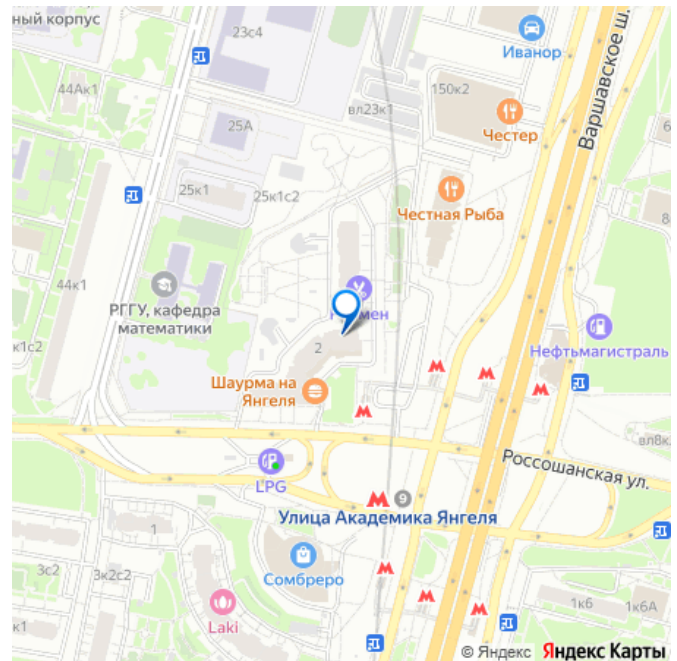 ный корпус
23с4
Иванор
Варшавское ш.
44Ак1
150к2
вл23к1
Честер
25А
25к1
25к1с2
Честная Рыба
44к1
РГГУ, кафедра
математики
к1с2
2
Нефтьмагистраль
Шаурма на
Янгеля
вл8к
Россошанская ул.
LPG
9
Улица Академика Янгеля
1
Сомбреро
3с2
3к2с2
1к6
1к6А
к1
Laki
© Яндекс Яндекс Карты